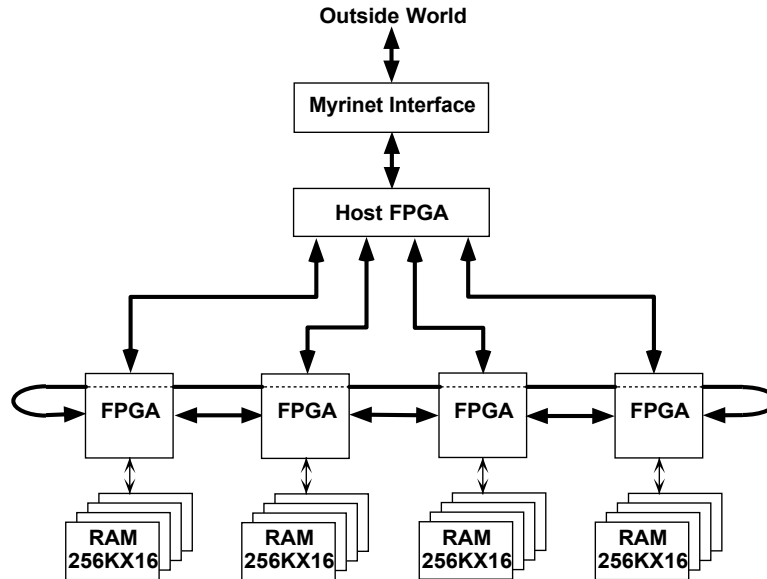 Outside World
Myrinet Interface
Host FPGA
FPGA FPGA FPGA FPGA
RAM RAM RAM RAM
256KX16 256KX16 256KX16 256KX16